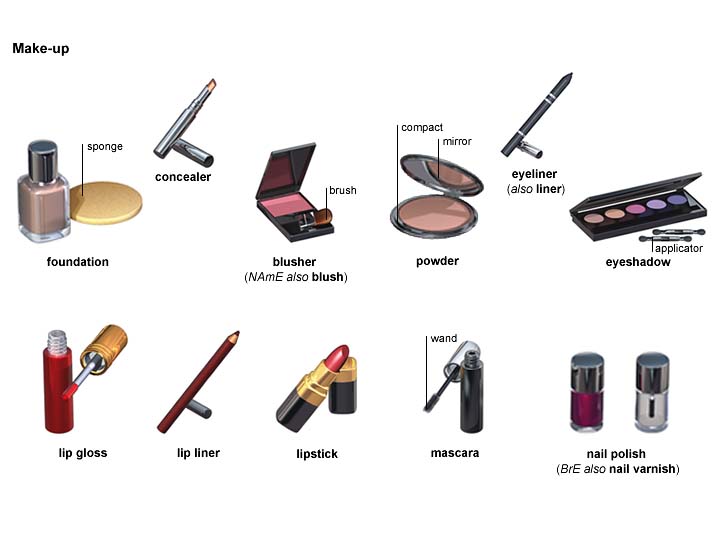 Make-up
sponge
concealer
compact
mirror
eyeliner
(also liner)
brush
applicator
foundation
blusher
(NAmE also blush)
powder
eyeshadow
wand
lip gloss
lip liner
lipstick
mascara
nail polish
(BrE also nail varnish)